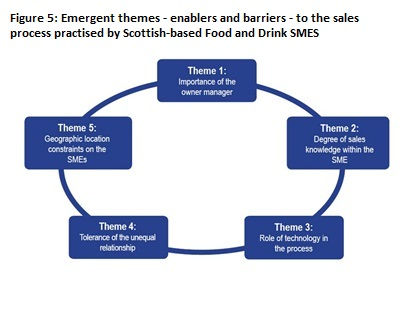 Figure 5: Emergent themes - enablers and barriers - to the sales
process practised by Scottish-based Food and Drink SMES
Theme 1:
Importance of the
owner manager
Theme 2:
Degree of sales
knowledge within the
SME
Theme 3:
Role of technology in
the process
Theme 4:
Tolerance of the unequal
relationship
Theme 5:
Geographic location
constraints on the
SMEs